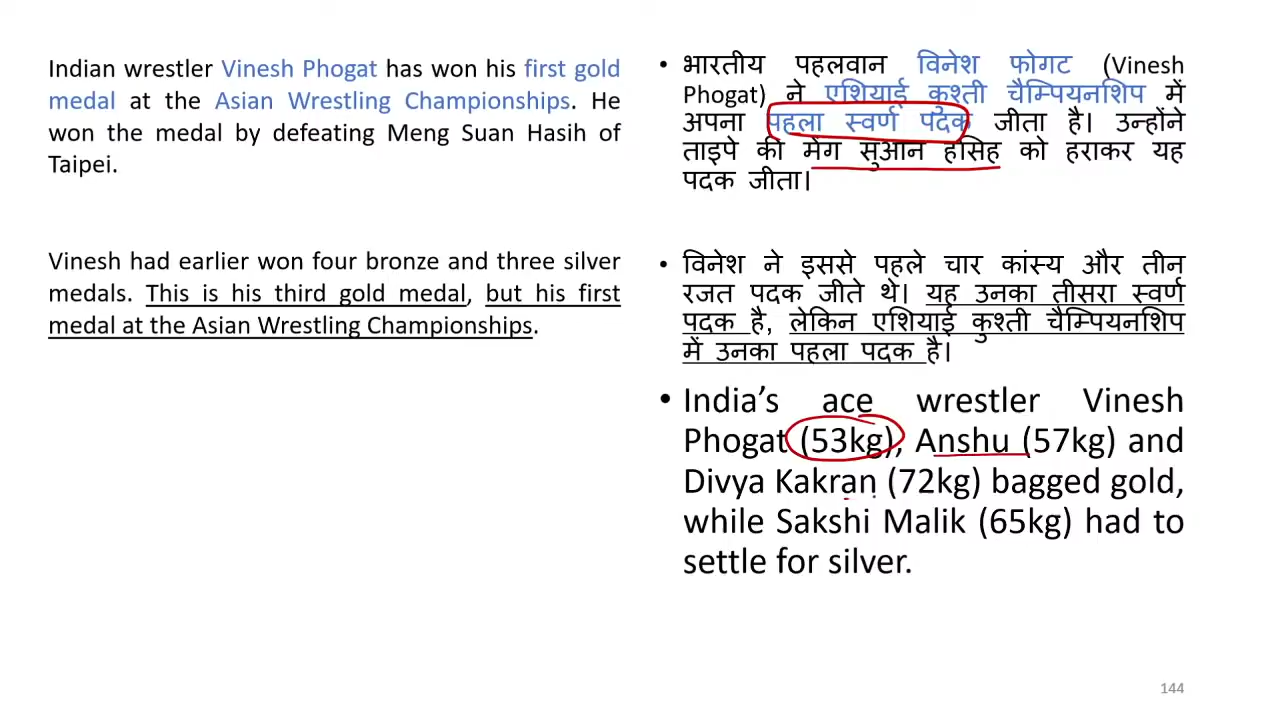 Indian wrestler Vinesh Phogat has won his first gold
medal at the Asian Wrestling Championships. He
won the medal by defeating Meng Suan Hasih of
Taipei.
Vinesh had earlier won four bronze and three silver
medals. This is his third gold medal, but his first
medal at the Asian Wrestling Championships.
• भारतीय पहलवान विनेश फोगट (Vinesh
Phogat) ने एशियाई कुश्ती चैम्पियनशिप में
अपना पहला स्वर्ण पदक जीता है। उन्होंने
ताइपे की मेंग सुआन हसिह को हराकर यह
पदक जीता।
• विनेश ने इससे पहले चार कांस्य और तीन
रजत पदक जीते थे। यह उनका तीसरा स्वर्ण
पदक है, लेकिन एशियाई कुश्ती चैम्पियनशिप
में उनका पहला पदक है।
• India’s ace wrestler Vinesh
Phogat (53kg), Anshu (57kg) and
Divya Kakran (72kg) bagged gold,
while Sakshi Malik (65kg) had to
settle for silver.
144